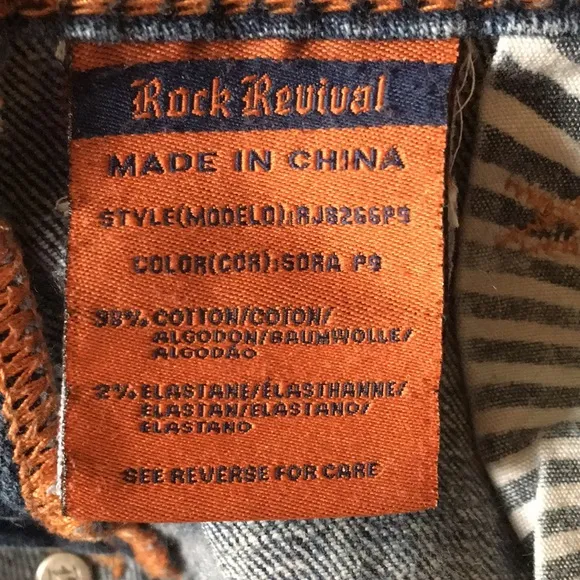 Rock Revival
MADE IN CHINA
STYLE(MODELO):RJ8266P9
COLOR(COR):SORA P9
98% COTTON/COTON/
ALGODON/BAUMWOLLE/
ALGODAO
2% ELASTANE/ÉLASTHANNE/
ELASTAN/ELASTANO/
ELASTANO
SEE REVERSE FOR CARE